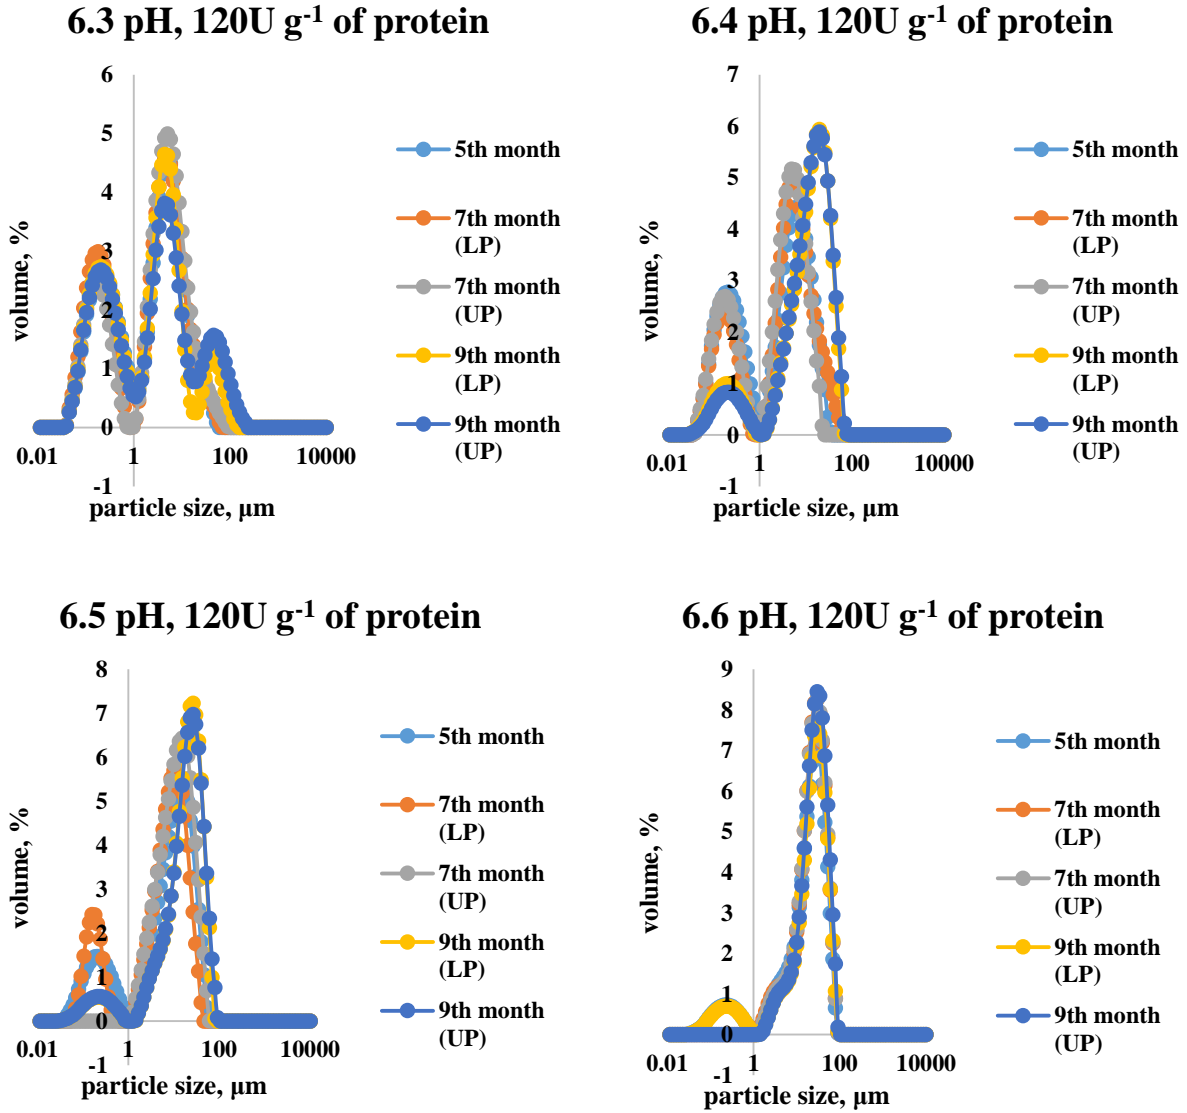 6.3 pH, 120U g-1 of protein
6
5
4
3
2
1
0
-1
0.01 1 100 10000
volume, %
particle size, μm
5th month
7th month
(LP)
7th month
(UP)
9th month
(LP)
9th month
(UP)
6.4 pH, 120U g-1 of protein
7
6
5
4
3
2
1
0
-1
0.01 1 100 10000
volume, %
particle size, μm
5th month
7th month
(LP)
7th month
(UP)
9th month
(LP)
9th month
(UP)
6.5 pH, 120U g-1 of protein
8
7
6
5
4
3
2
1
0
-1
0.01 1 100 10000
volume, %
particle size, μm
5th month
7th month
(LP)
7th month
(UP)
9th month
(LP)
9th month
(UP)
6.6 pH, 120U g-1 of protein
9
8
7
6
5
4
3
2
1
0
-1
0.01 1 100 10000
volume, %
particle size, μm
5th month
7th month
(LP)
7th month
(UP)
9th month
(LP)
9th month
(UP)